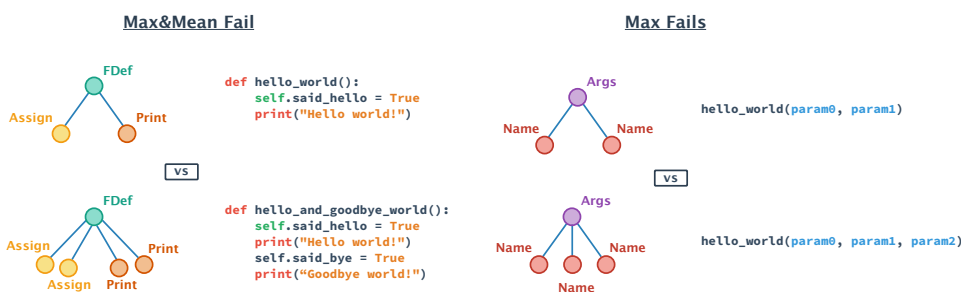 Max&Mean Fail
FDef
Assign
Print
def hello_world():
self.said_hello = True
print("Hello world!")
vs
FDef
Assign
Print
Assign
Print
def hello_and_goodbye_world():
self.said_hello = True
print("Hello world!")
self.said_bye = True
print(“Goodbye world!")
Max Fails
Args
Name
Name
hello_world(param0, param1)
vs
Args
Name
Name
Name
hello_world(param0, param1, param2)